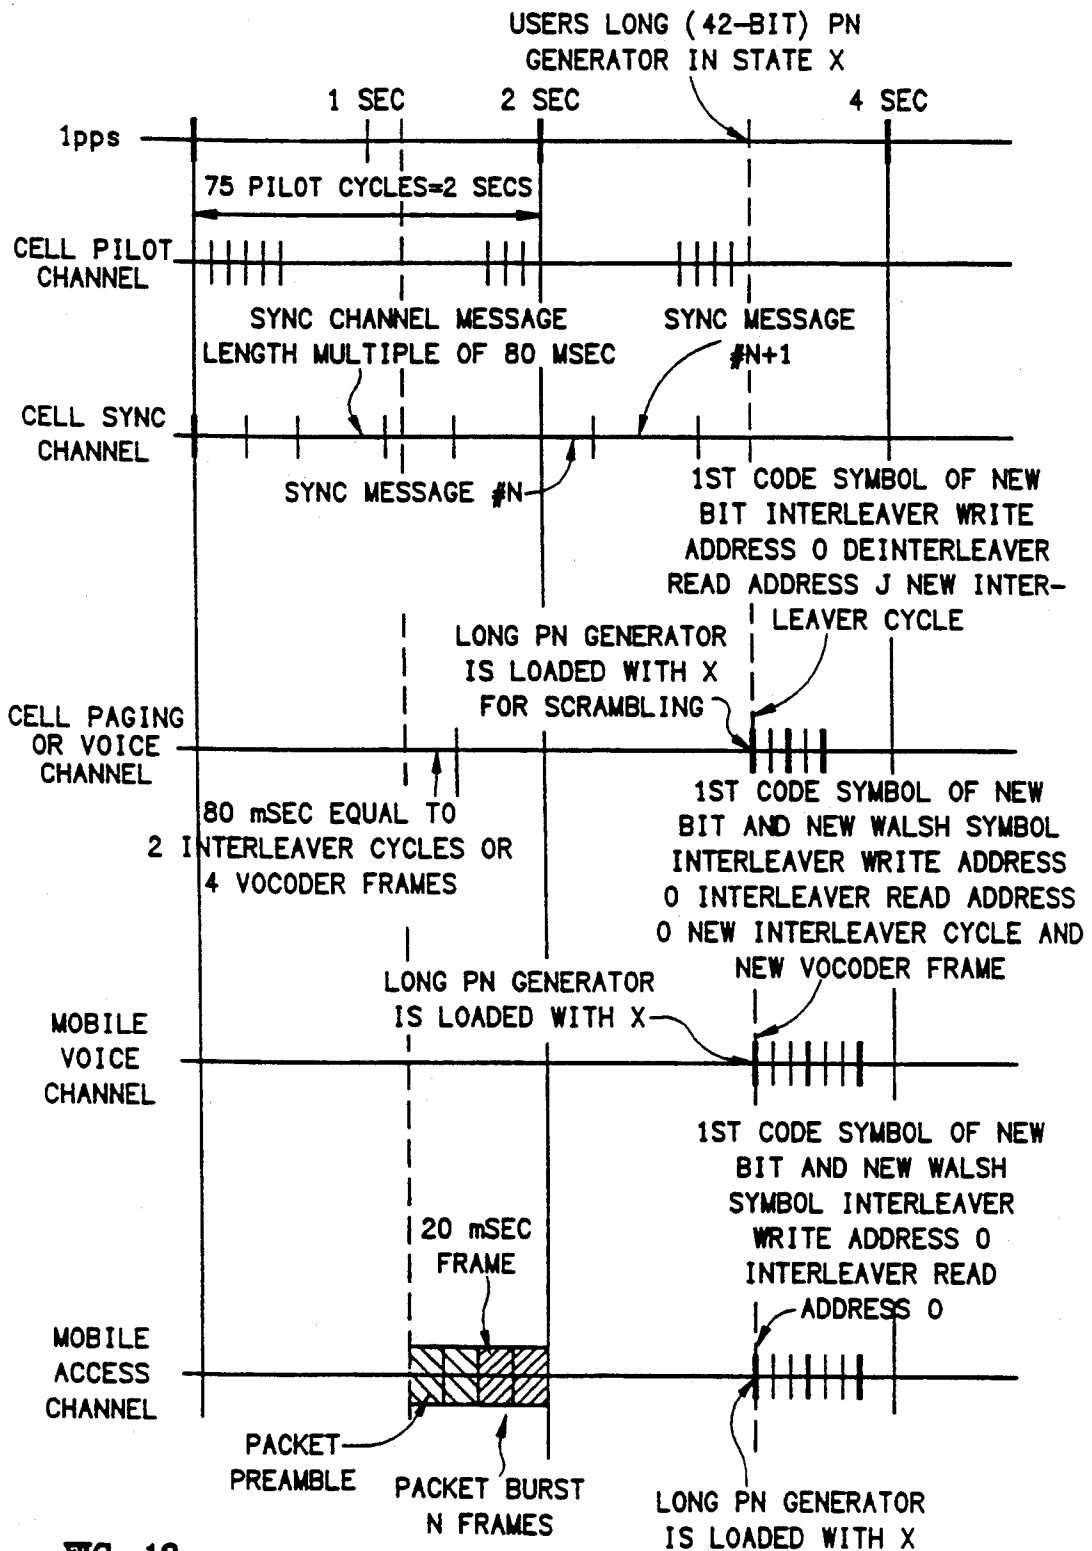 USERS LONG (42-BIT) PN
GENERATOR IN STATE X
1 SEC
2 SEC
4 SEC
1pps
75 PILOT CYCLES=2 SECS
CELL PILOT
CHANNEL
SYNC CHANNEL MESSAGE
LENGTH MULTIPLE OF 80 MSEC
SYNC MESSAGE
#N+1
CELL SYNC
CHANNEL
SYNC MESSAGE #N
1ST CODE SYMBOL OF NEW
BIT INTERLEAVER WRITE
ADDRESS 0 DEINTERLEAVER
READ ADDRESS J NEW INTER-
LEAVER CYCLE
LONG PN GENERATOR
IS LOADED WITH X
FOR SCRAMBLING
CELL PAGING
OR VOICE
CHANNEL
80 mSEC EQUAL TO
2 INTERLEAVER CYCLES OR
4 VOCODER FRAMES
1ST CODE SYMBOL OF NEW
BIT AND NEW WALSH SYMBOL
INTERLEAVER WRITE ADDRESS
0 INTERLEAVER READ ADDRESS
0 NEW INTERLEAVER CYCLE AND
NEW VOCODER FRAME
LONG PN GENERATOR
IS LOADED WITH X
MOBILE
VOICE
CHANNEL
1ST CODE SYMBOL OF NEW
BIT AND NEW WALSH
SYMBOL INTERLEAVER
WRITE ADDRESS 0
INTERLEAVER READ
ADDRESS 0
20 mSEC
FRAME
MOBILE
ACCESS
CHANNEL
PACKET
PREAMBLE
PACKET BURST
N FRAMES
LONG PN GENERATOR
IS LOADED WITH X